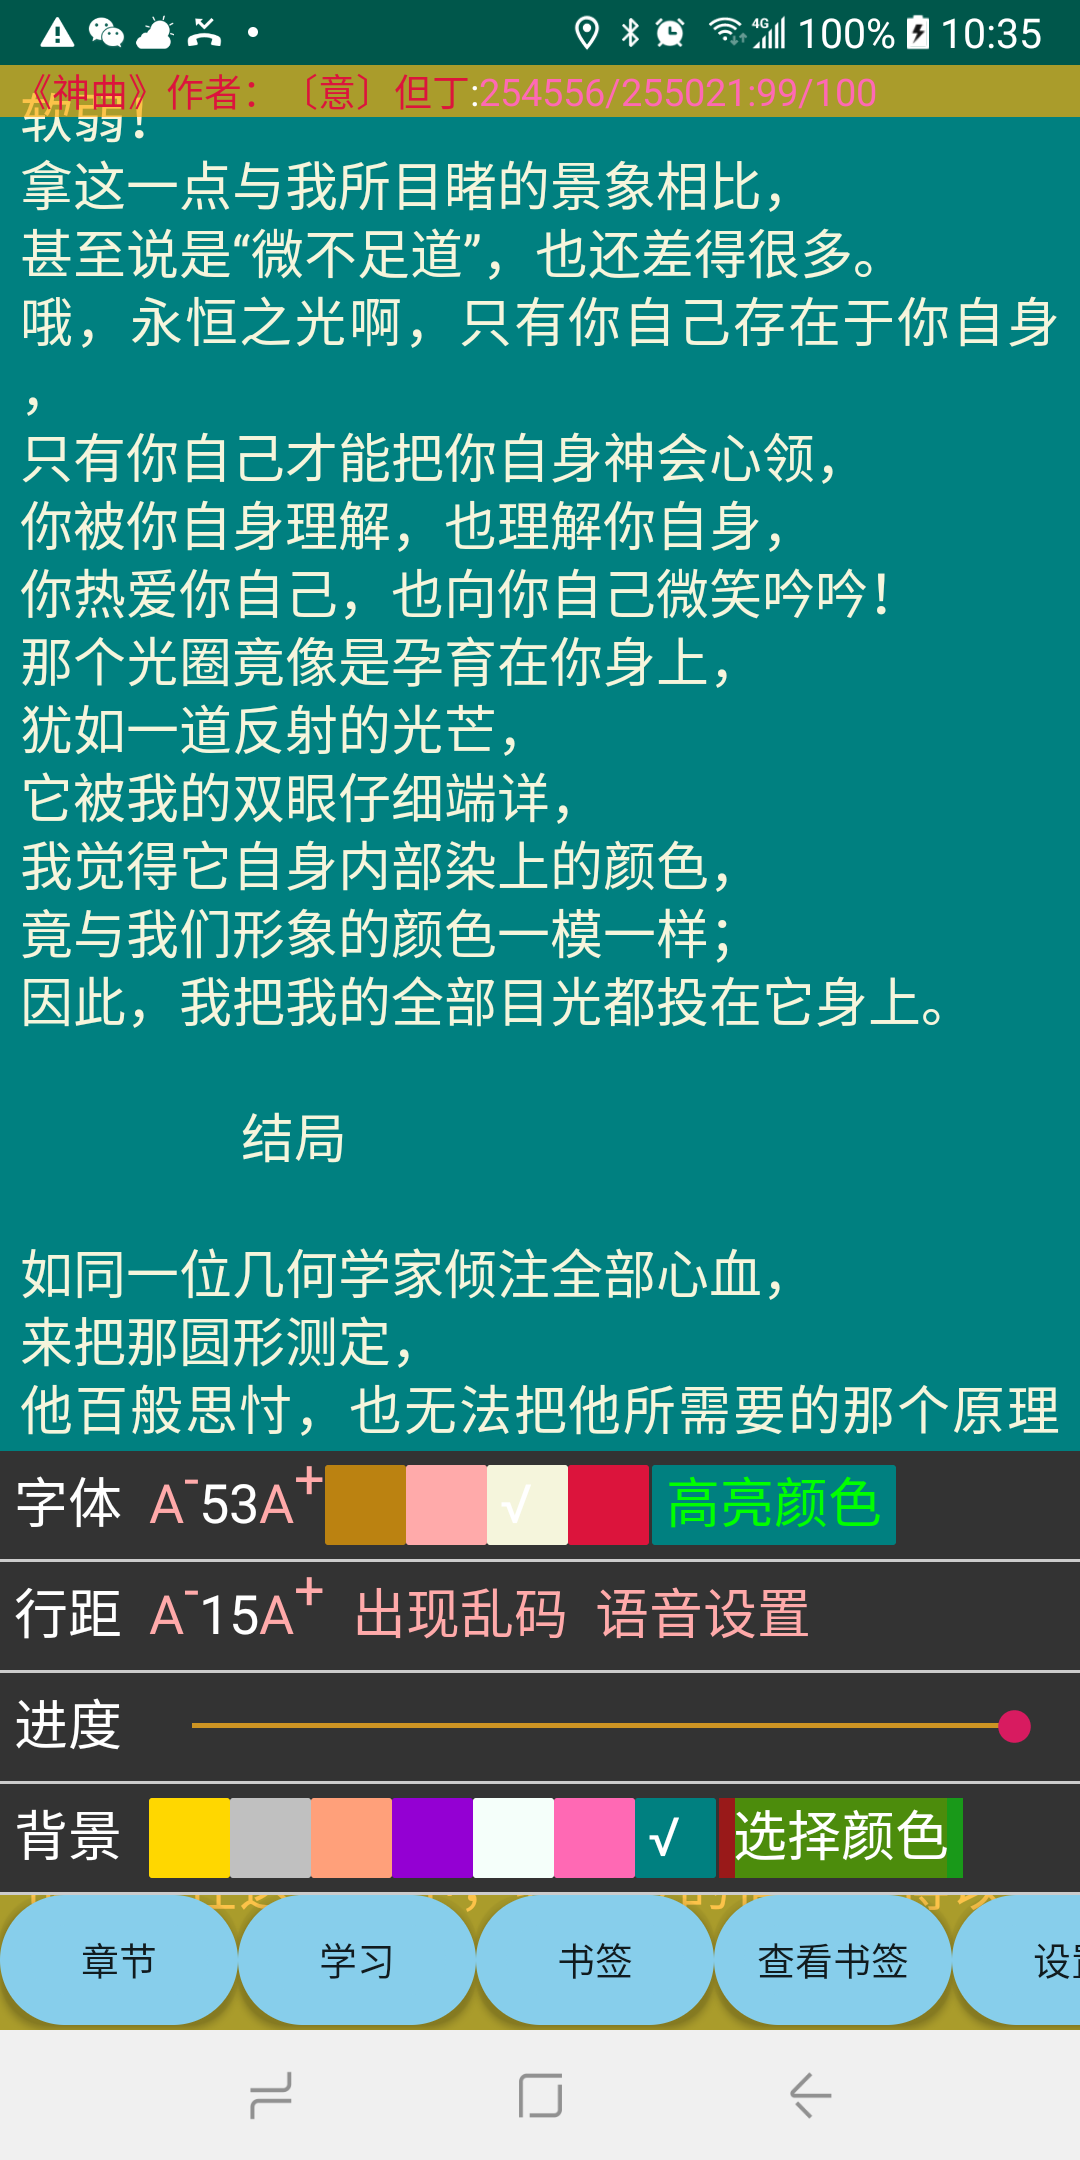 4G 100% 10:35
《神曲》作者：〔意〕但丁:254556/255021:99/100
软弱！
拿这一点与我所目睹的景象相比，
甚至说是“微不足道”，也还差得很多。
哦，永恒之光啊，只有你自己存在于你自身
，
只有你自己才能把你自身神会心领，
你被你自身理解，也理解你自身，
你热爱你自己，也向你自己微笑吟吟！
那个光圈竟像是孕育在你身上，
犹如一道反射的光芒，
它被我的双眼仔细端详，
我觉得它自身内部染上的颜色，
竟与我们形象的颜色一模一样；
因此，我把我的全部目光都投在它身上。
结局
如同一位几何学家倾注全部心血，
来把那圆形测定，
他百般思忖，也无法把他所需要的那个原理
字体 A-53A+ √ 高亮颜色
行距 A-15A+ 出现乱码 语音设置
进度
背景 √ 选择颜色
章节 学习 书签 查看书签 设